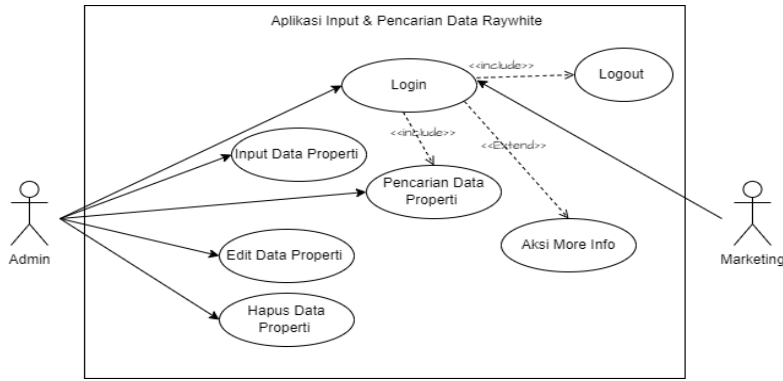 Aplikasi Input & Pencarian Data Raywhite
<<include>>
Logout
Login
<<include>>
<<Extend>>
Input Data Properti
Pencarian Data
Properti
Aksi More Info
Admin
Edit Data Properti
Marketing
Hapus Data
Properti